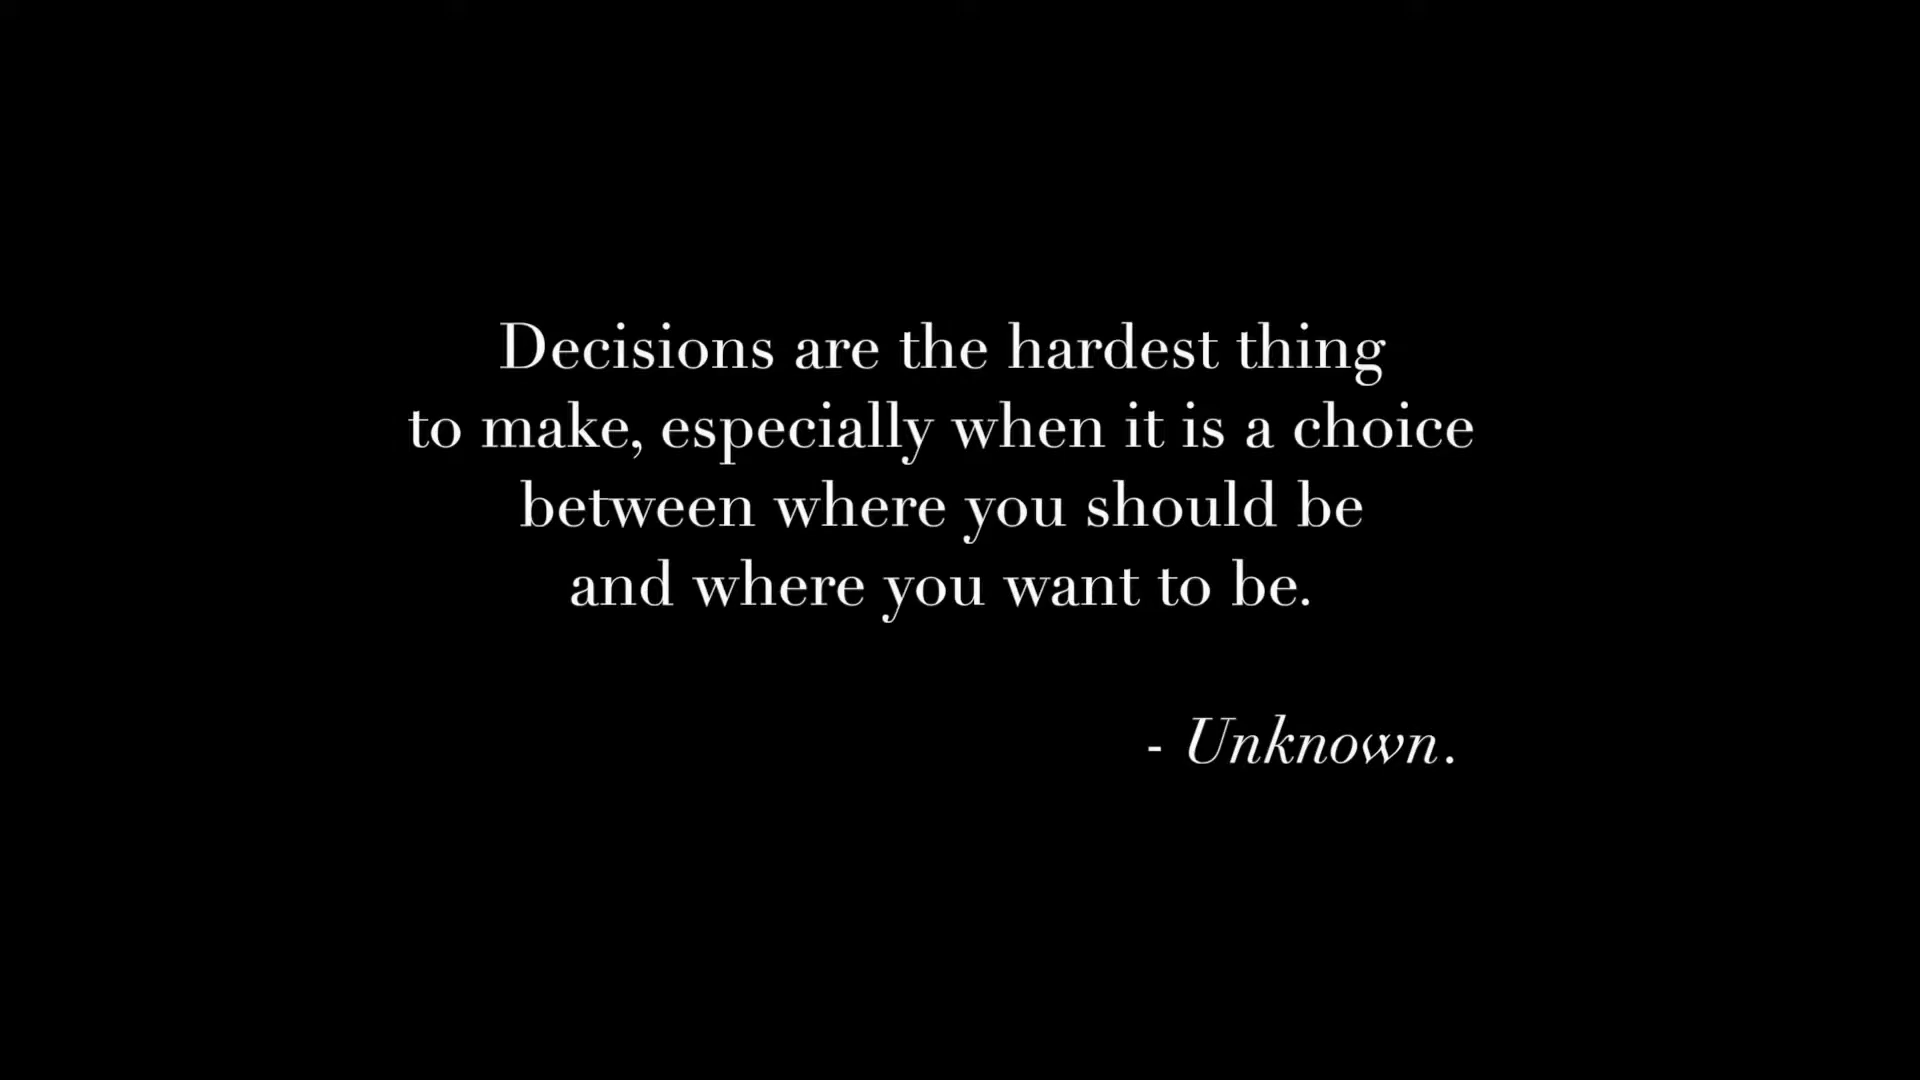 Decisions are the hardest thing
to make, especially when it is a choice
between where you should be
and where you want to be.
- Unknown.